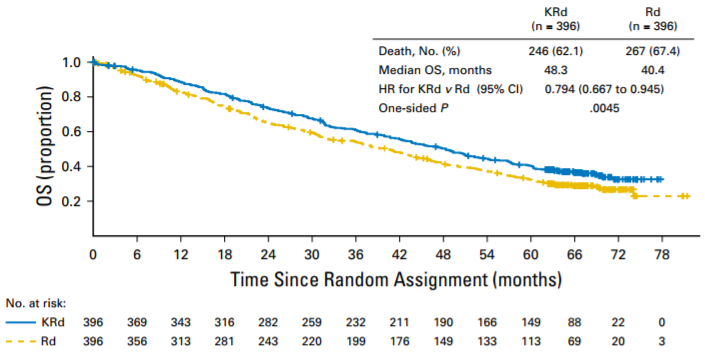 KRd Rd
(n = 396) (n = 396)
Death, No. (%) 246 (62.1) 267 (67.4)
Median OS, months 48.3 40.4
HR for KRd v Rd (95% CI) 0.794 (0.667 to 0.945)
One-sided P .0045
OS (proportion)
1.0
0.8
0.6
0.4
0.2
0 6 12 18 24 30 36 42 48 54 60 66 72 78
Time Since Random Assignment (months)
No. at risk:
KRd 396 369 343 316 282 259 232 211 190 166 149 88 22 0
Rd 396 356 313 281 243 220 199 176 149 133 113 69 20 3